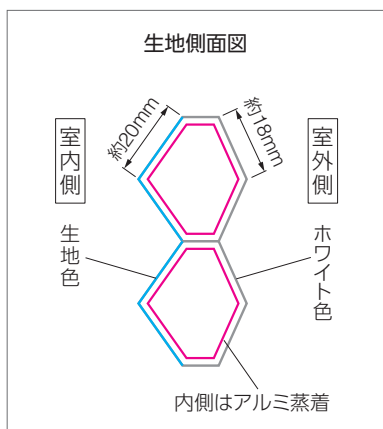 生地側面図
約20mm
約18mm
室内側
室外側
生地色
ホワイト色
内側はアルミ蒸着